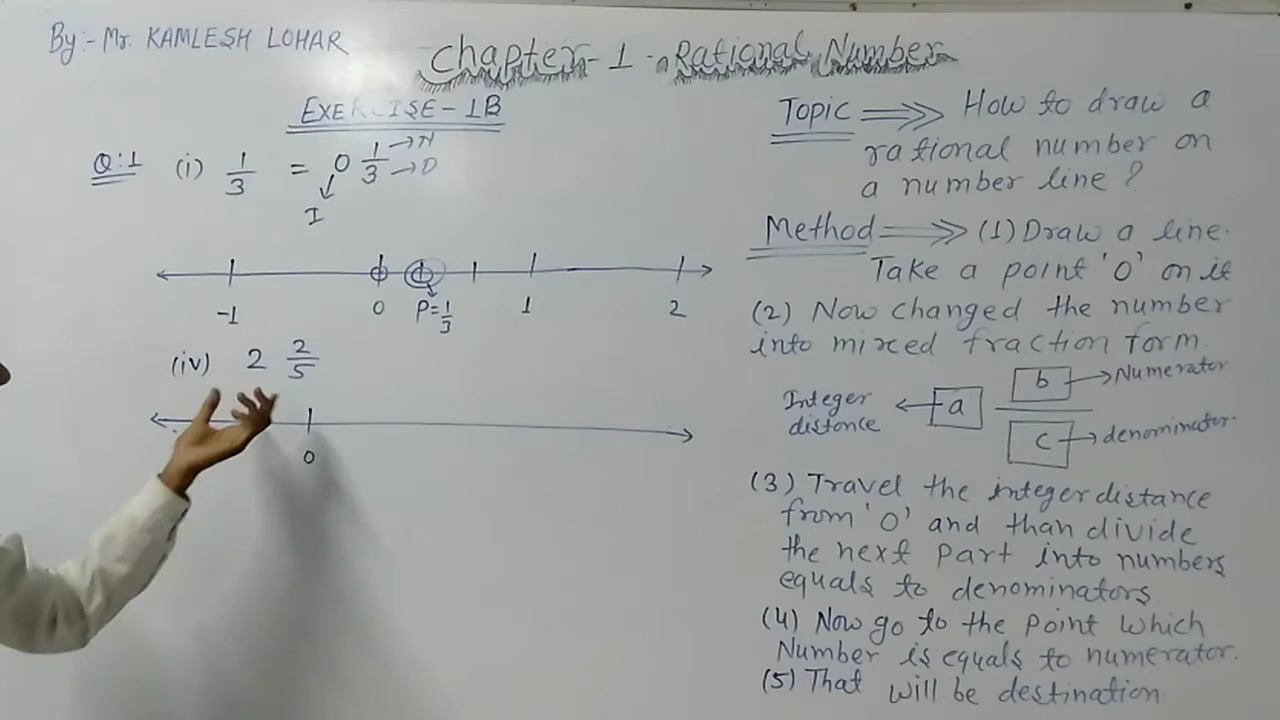 By:- Mr. KAMLESH LOHAR
Chapter - 1 - Rational Number
EXERCISE - 1B
Q:1 (i) 1/3 = 0 1/3 → N
→ D
I
-1 0 P=1/3 1 2
(iv) 2 2/5
0
Topic ⟹ How to draw a
rational number on
a number line ?
Method ⟹ (1) Draw a line.
Take a point 'O' on it
(2) Now changed the number
into mixed fraction form
Integer
distance
a
b → Numerator
c → denominator.
(3) Travel the integer distance
from 'O' and than divide
the next part into numbers
equals to denominators
(4) Now go to the point which
Number is equals to numerator.
(5) That will be destination.